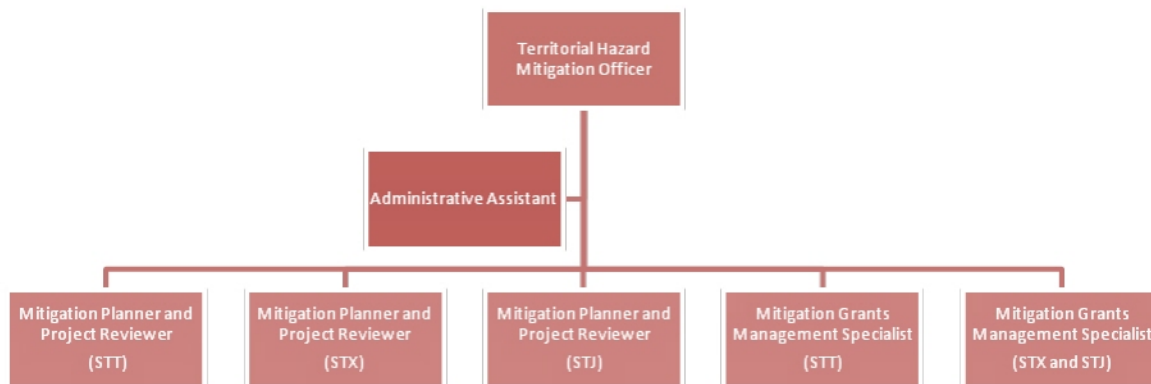 Territorial Hazard
Mitigation Officer
Administrative Assistant
Mitigation Planner and
Project Reviewer
(STT)
Mitigation Planner and
Project Reviewer
(STX)
Mitigation Planner and
Project Reviewer
(STJ)
Mitigation Grants
Management Specialist
(STT)
Mitigation Grants
Management Specialist
(STX and STJ)